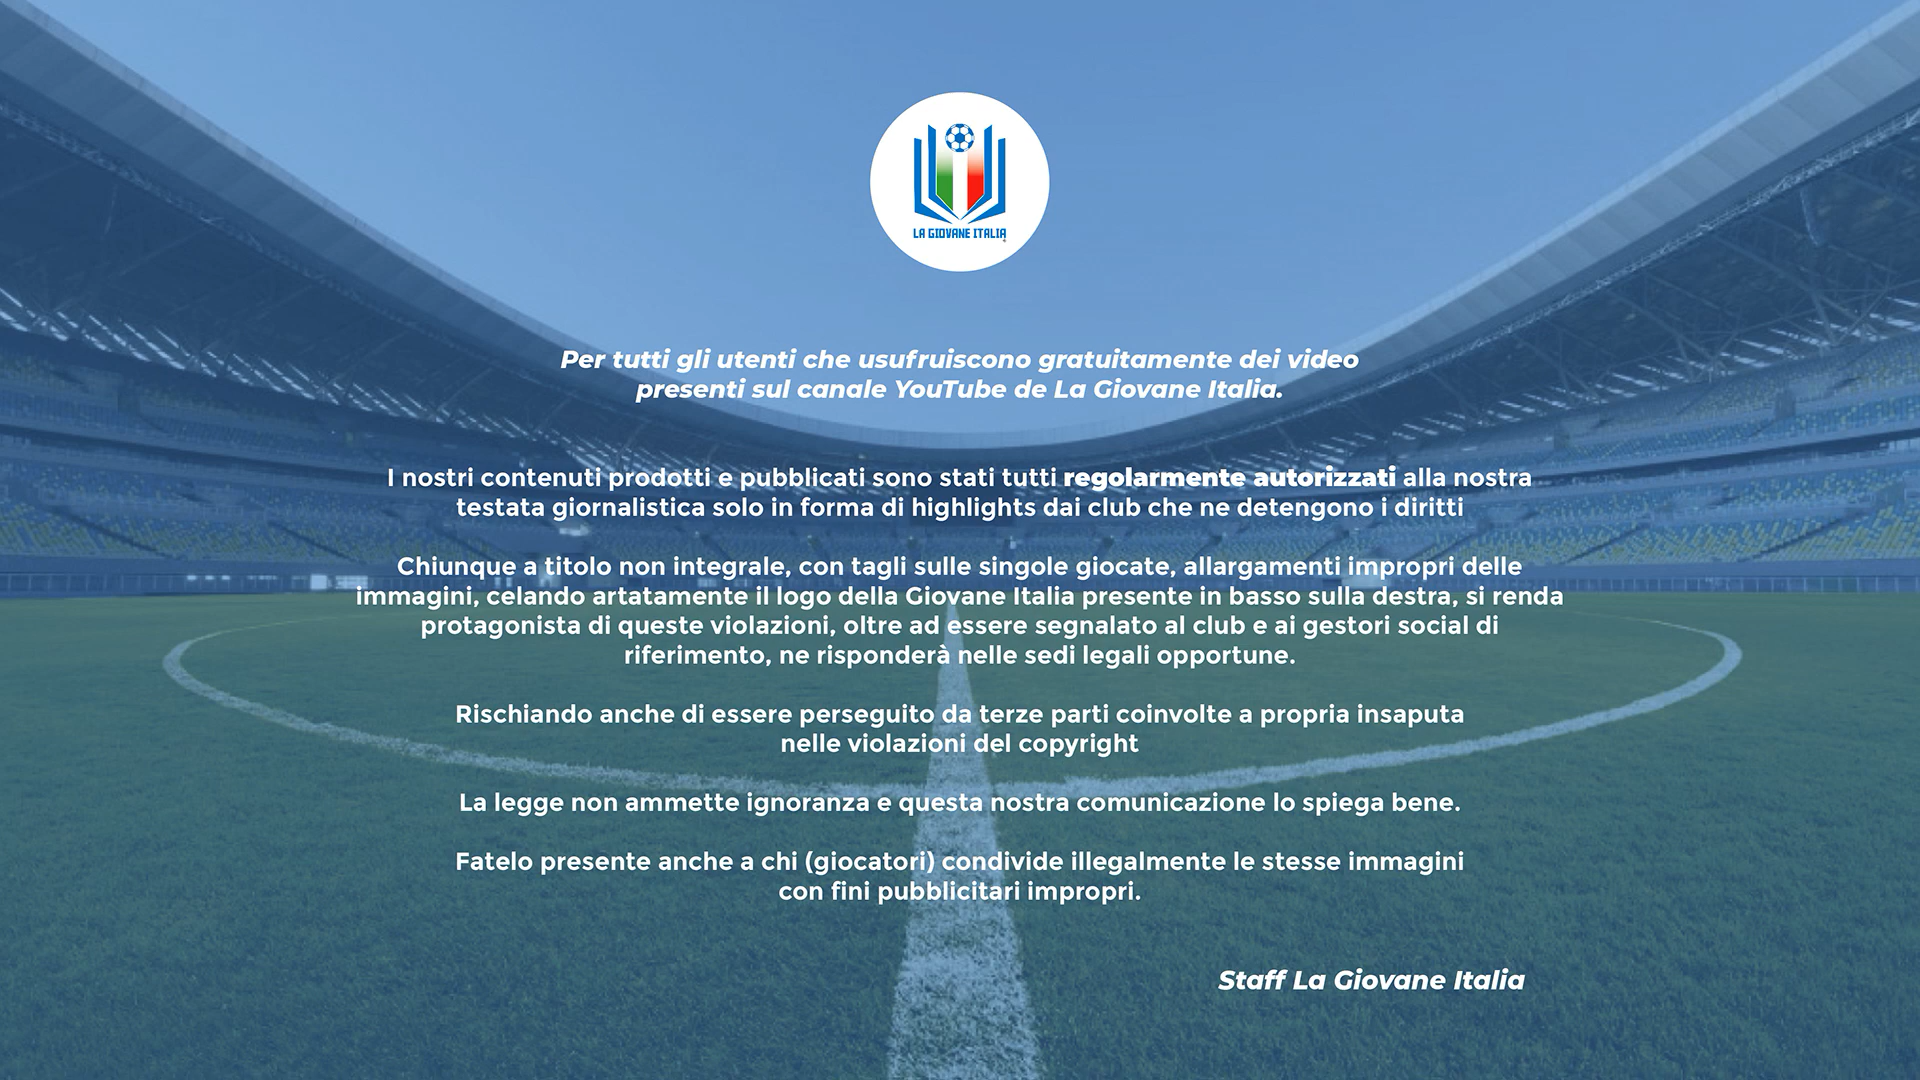 LA GIOVANE ITALIA
Per tutti gli utenti che usufruiscono gratuitamente dei video
presenti sul canale YouTube de La Giovane Italia.
I nostri contenuti prodotti e pubblicati sono stati tutti regolarmente autorizzati alla nostra
testata giornalistica solo in forma di highlights dai club che ne detengono i diritti
Chiunque a titolo non integrale, con tagli sulle singole giocate, allargamenti impropri delle
immagini, celando artatamente il logo della Giovane Italia presente in basso sulla destra, si renda
protagonista di queste violazioni, oltre ad essere segnalato al club e ai gestori social di
riferimento, ne risponderà nelle sedi legali opportune.
Rischiando anche di essere perseguito da terze parti coinvolte a propria insaputa
nelle violazioni del copyright
La legge non ammette ignoranza e questa nostra comunicazione lo spiega bene.
Fatelo presente anche a chi (giocatori) condivide illegalmente le stesse immagini
con fini pubblicitari impropri.
Staff La Giovane Italia